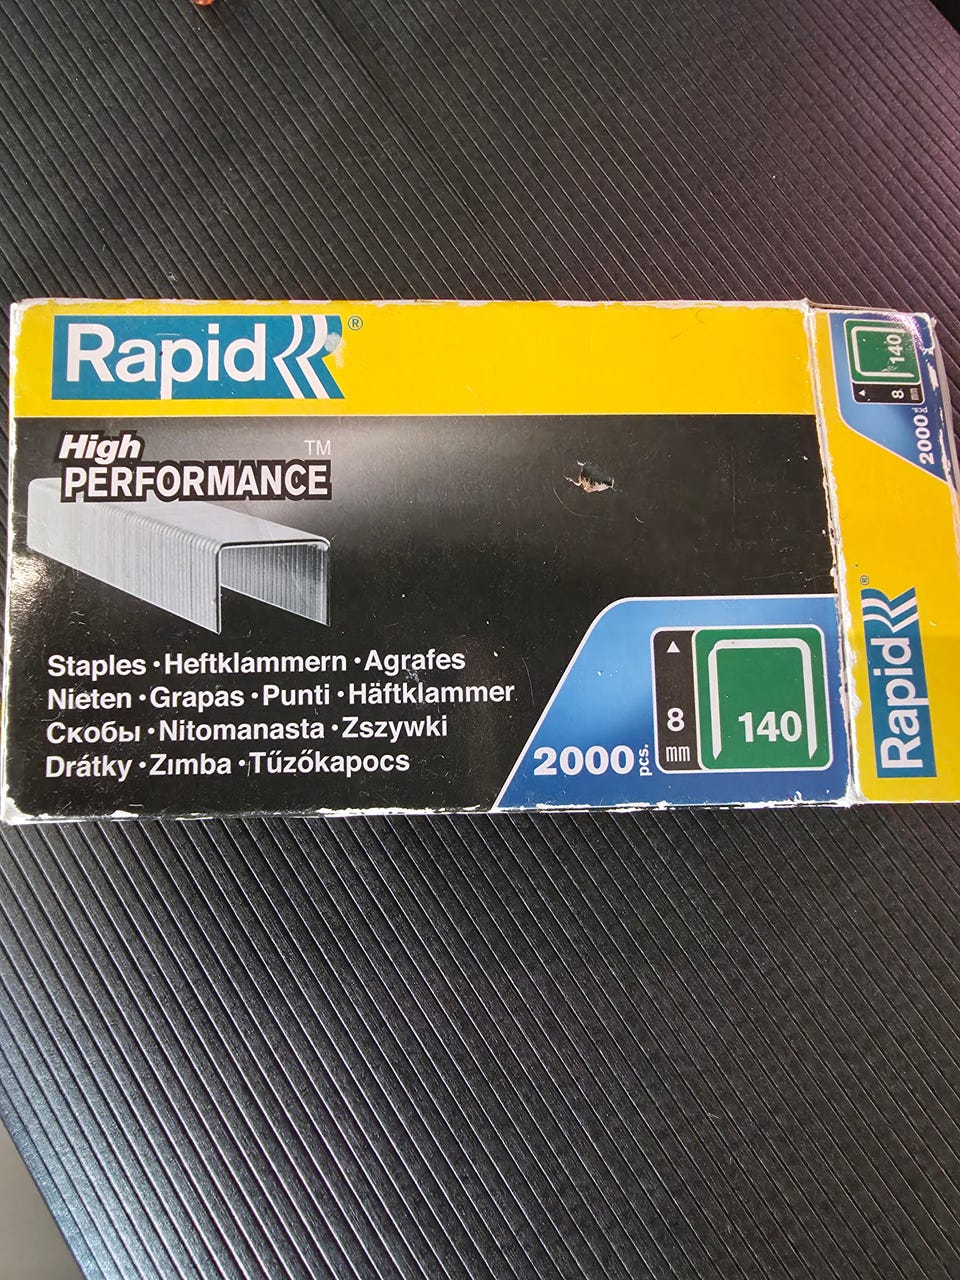 Rapid®
High TM
PERFORMANCE
Staples · Heftklammern · Agrafes
Nieten · Grapas · Punti · Häftklammer
Скобы · Nitomanasta · Zszywki
Drátky · Zımba · Tűzőkapocs
2000 pcs.
8
mm
140
140
8
mm
2000 pcs.
Rapid®